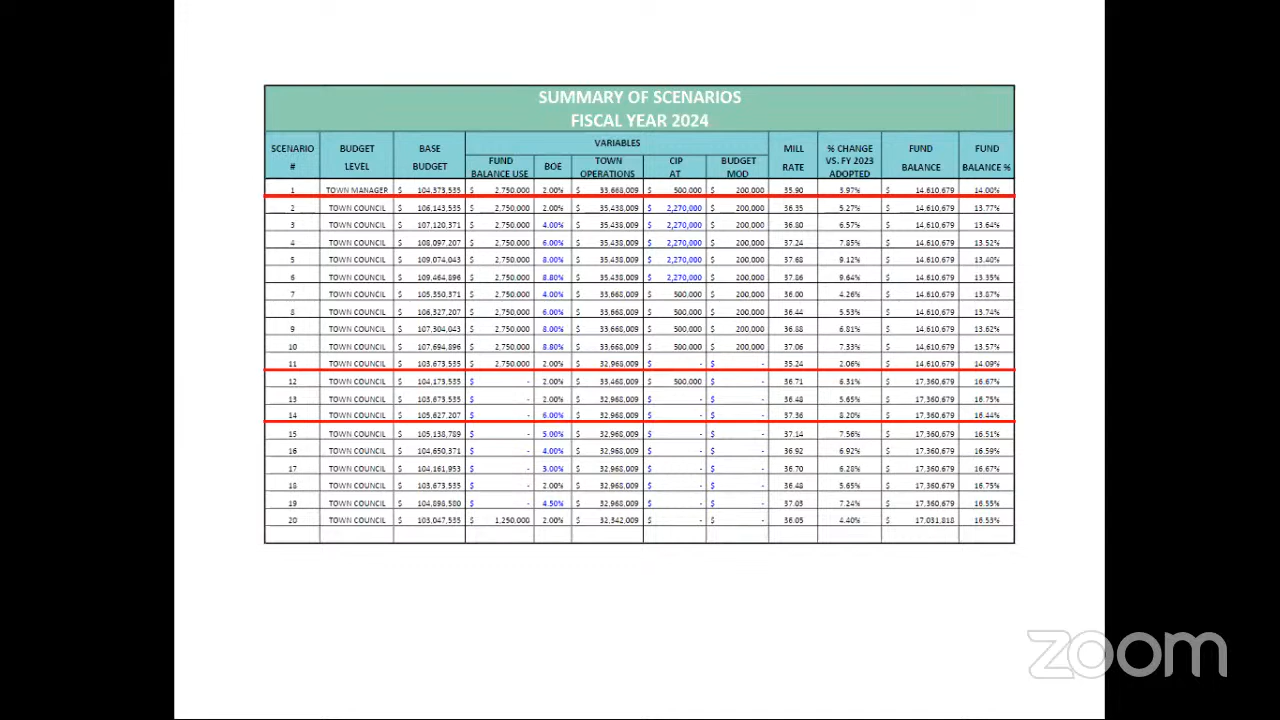 SUMMARY OF SCENARIOS
FISCAL YEAR 2024
SCENARIO # BUDGET LEVEL BASE BUDGET VARIABLES FUND BALANCE USE BOE TOWN OPERATIONS CIP AT BUDGET MOD MILL RATE % CHANGE VS. FY 2023 ADOPTED FUND BALANCE FUND BALANCE %
1 TOWN MANAGER $ 104,373,535 $ 2,750,000 2.00% $ 33,668,009 $ 500,000 $ 200,000 35.90 3.97% $ 14,610,679 14.00%
2 TOWN COUNCIL $ 106,143,535 $ 2,750,000 2.00% $ 35,438,009 $ 2,270,000 $ 200,000 36.35 5.27% $ 14,610,679 13.77%
3 TOWN COUNCIL $ 107,120,371 $ 2,750,000 4.00% $ 35,438,009 $ 2,270,000 $ 200,000 36.80 6.57% $ 14,610,679 13.64%
4 TOWN COUNCIL $ 108,097,207 $ 2,750,000 6.00% $ 35,438,009 $ 2,270,000 $ 200,000 37.24 7.85% $ 14,610,679 13.52%
5 TOWN COUNCIL $ 109,074,043 $ 2,750,000 8.00% $ 35,438,009 $ 2,270,000 $ 200,000 37.68 9.12% $ 14,610,679 13.40%
6 TOWN COUNCIL $ 109,464,896 $ 2,750,000 8.80% $ 35,438,009 $ 2,270,000 $ 200,000 37.86 9.64% $ 14,610,679 13.35%
7 TOWN COUNCIL $ 105,350,371 $ 2,750,000 4.00% $ 33,668,009 $ 500,000 $ 200,000 36.00 4.26% $ 14,610,679 13.87%
8 TOWN COUNCIL $ 106,327,207 $ 2,750,000 6.00% $ 33,668,009 $ 500,000 $ 200,000 36.44 5.53% $ 14,610,679 13.74%
9 TOWN COUNCIL $ 107,304,043 $ 2,750,000 8.00% $ 33,668,009 $ 500,000 $ 200,000 36.88 6.81% $ 14,610,679 13.62%
10 TOWN COUNCIL $ 107,694,896 $ 2,750,000 8.80% $ 33,668,009 $ 500,000 $ 200,000 37.06 7.33% $ 14,610,679 13.57%
11 TOWN COUNCIL $ 103,673,535 $ 2,750,000 2.00% $ 32,968,009 $ - $ - 35.24 2.06% $ 14,610,679 14.09%
12 TOWN COUNCIL $ 104,173,535 $ - 2.00% $ 33,468,009 $ 500,000 $ - 36.71 6.31% $ 17,360,679 16.67%
13 TOWN COUNCIL $ 103,673,535 $ - 2.00% $ 32,968,009 $ - $ - 36.48 5.65% $ 17,360,679 16.75%
14 TOWN COUNCIL $ 105,627,207 $ - 6.00% $ 32,968,009 $ - $ - 37.36 8.20% $ 17,360,679 16.44%
15 TOWN COUNCIL $ 105,138,789 $ - 5.00% $ 32,968,009 $ - $ - 37.14 7.56% $ 17,360,679 16.51%
16 TOWN COUNCIL $ 104,650,371 $ - 4.00% $ 32,968,009 $ - $ - 36.92 6.92% $ 17,360,679 16.59%
17 TOWN COUNCIL $ 104,161,953 $ - 3.00% $ 32,968,009 $ - $ - 36.70 6.28% $ 17,360,679 16.67%
18 TOWN COUNCIL $ 103,673,535 $ - 2.00% $ 32,968,009 $ - $ - 36.48 5.65% $ 17,360,679 16.75%
19 TOWN COUNCIL $ 104,898,580 $ - 4.50% $ 32,968,009 $ - $ - 37.03 7.24% $ 17,360,679 16.55%
20 TOWN COUNCIL $ 103,047,535 $ 1,250,000 2.00% $ 32,342,009 $ - $ - 36.05 4.40% $ 17,031,818 16.53%
zoom